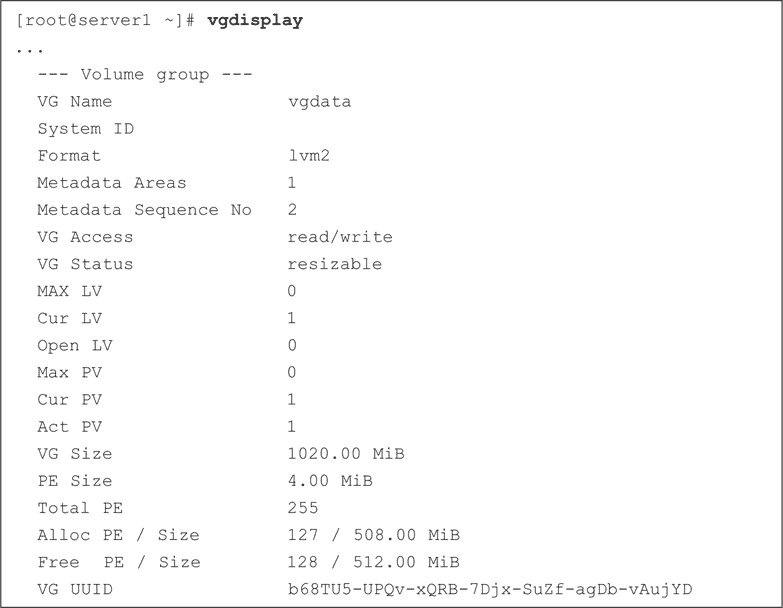 [root@server1 ~]# vgdisplay
...
--- Volume group ---
VG Name vgdata
System ID
Format lvm2
Metadata Areas 1
Metadata Sequence No 2
VG Access read/write
VG Status resizable
MAX LV 0
Cur LV 1
Open LV 0
Max PV 0
Cur PV 1
Act PV 1
VG Size 1020.00 MiB
PE Size 4.00 MiB
Total PE 255
Alloc PE / Size 127 / 508.00 MiB
Free PE / Size 128 / 512.00 MiB
VG UUID b68TU5-UPQv-xQRB-7Djx-SuZf-agDb-vAujYD